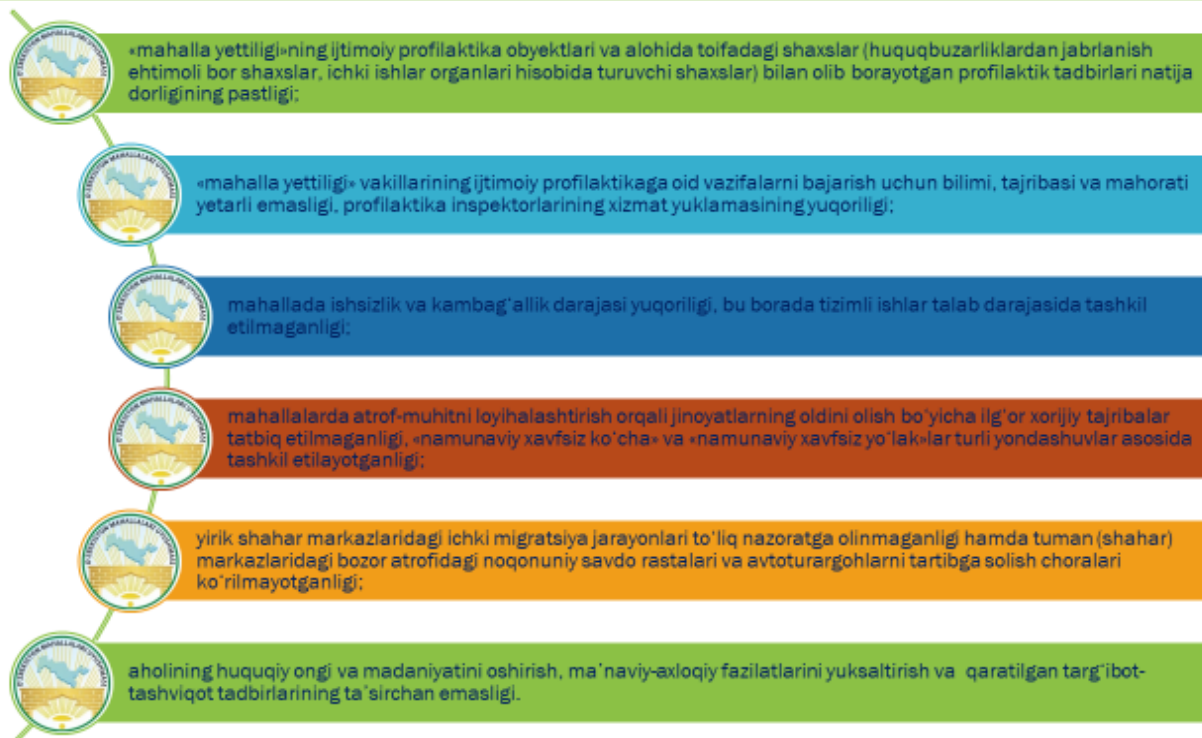 «mahalla yettiligi»ning ijtimoiy profilaktika obyektlari va alohida toifadagi shaxslar (huquqbuzarliklardan jabrlanish
ehtimoli bor shaxslar, ichki ishlar organlari hisobida turuvchi shaxslar) bilan olib borayotgan profilaktik tadbirlari natija
dorligining pastligi;
«mahalla yettiligi» vakillarining ijtimoiy profilaktikaga oid vazifalarni bajarish uchun bilimi, tajribasi va mahorati
yetarli emasligi, profilaktika inspektorlarining xizmat yuklamasining yuqoriligi;
mahallada ishsizlik va kambag‘allik darajasi yuqoriligi, bu borada tizimli ishlar talab darajasida tashkil
etilmaganligi;
mahallalarda atrof-muhitni loyihalashtirish orqali jinoyatlarning oldini olish bo‘yicha ilg‘or xorijiy tajribalar
tatbiq etilmaganligi, «namunaviy xavfsiz ko‘cha» va «namunaviy xavfsiz yo‘lak»lar turli yondashuvlar asosida
tashkil etilayotganligi;
yirik shahar markazlaridagi ichki migratsiya jarayonlari to‘liq nazoratga olinmaganligi hamda tuman (shahar)
markazlaridagi bozor atrofidagi noqonuniy savdo rastalari va avtoturargohlarni tartibga solish choralari
ko‘rilmayotganligi;
aholining huquqiy ongi va madaniyatini oshirish, ma’naviy-axloqiy fazilatlarini yuksaltirish va qaratilgan targ‘ibot-
tashviqot tadbirlarining ta’sirchan emasligi.